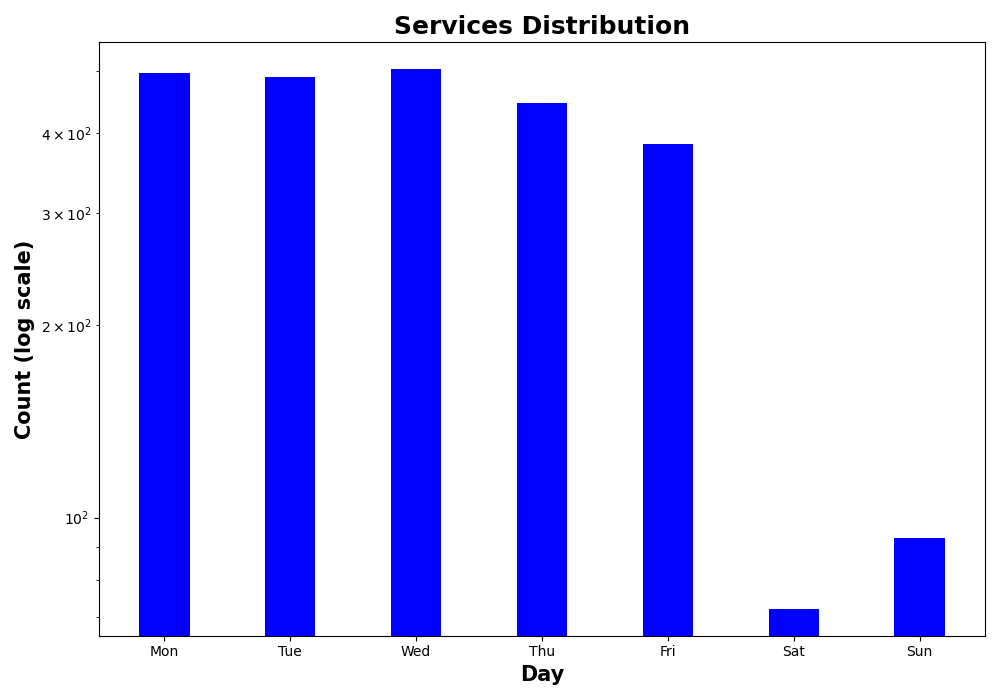 Services Distribution
Count (log scale)
4 × 10²
3 × 10²
2 × 10²
10²
Mon Tue Wed Thu Fri Sat Sun
Day